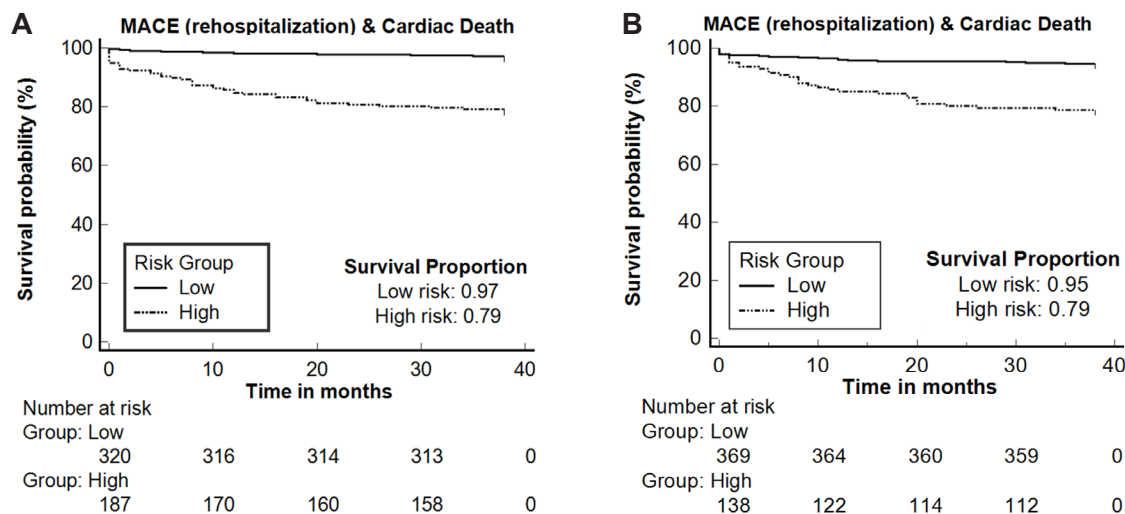 A
MACE (rehospitalization) & Cardiac Death
Survival probability (%)
100
80
60
40
20
0
Risk Group
Low
High
Survival Proportion
Low risk: 0.97
High risk: 0.79
0 10 20 30 40
Time in months
Number at risk
Group: Low
320 316 314 313 0
Group: High
187 170 160 158 0
B
MACE (rehospitalization) & Cardiac Death
Survival probability (%)
100
80
60
40
20
0
Risk Group
Low
High
Survival Proportion
Low risk: 0.95
High risk: 0.79
0 10 20 30 40
Time in months
Number at risk
Group: Low
369 364 360 359 0
Group: High
138 122 114 112 0